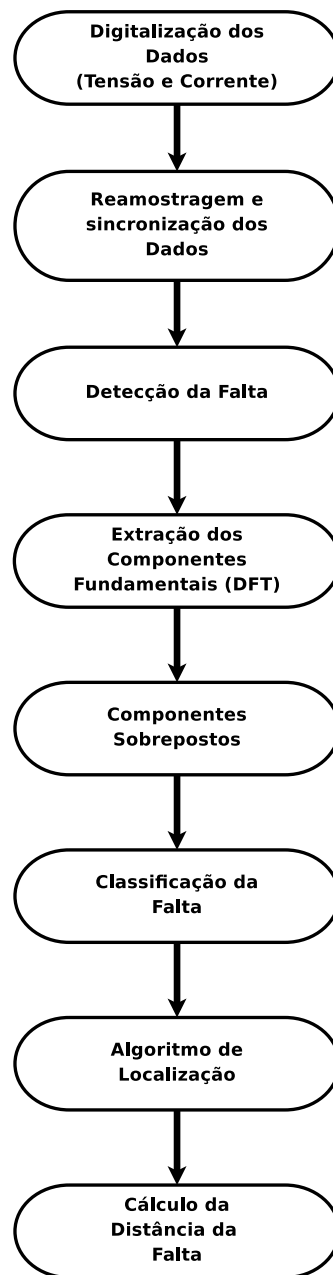 Digitalização dos
Dados
(Tensão e Corrente)
Reamostragem e
sincronização dos
Dados
Detecção da Falta
Extração dos
Componentes
Fundamentais (DFT)
Componentes
Sobrepostos
Classificação da
Falta
Algoritmo de
Localização
Cálculo da
Distância da
Falta